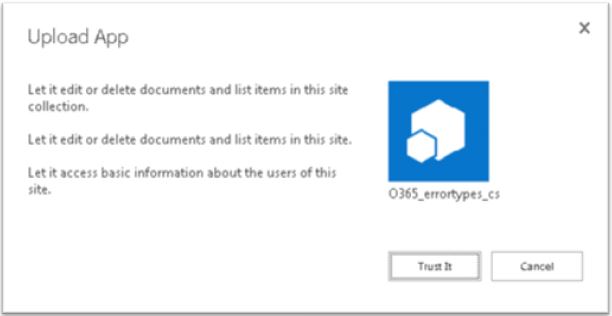 Upload App
Let it edit or delete documents and list items in this site
collection.
Let it edit or delete documents and list items in this site.
Let it access basic information about the users of this
site.
O365_errortypes_cs
Trust It
Cancel